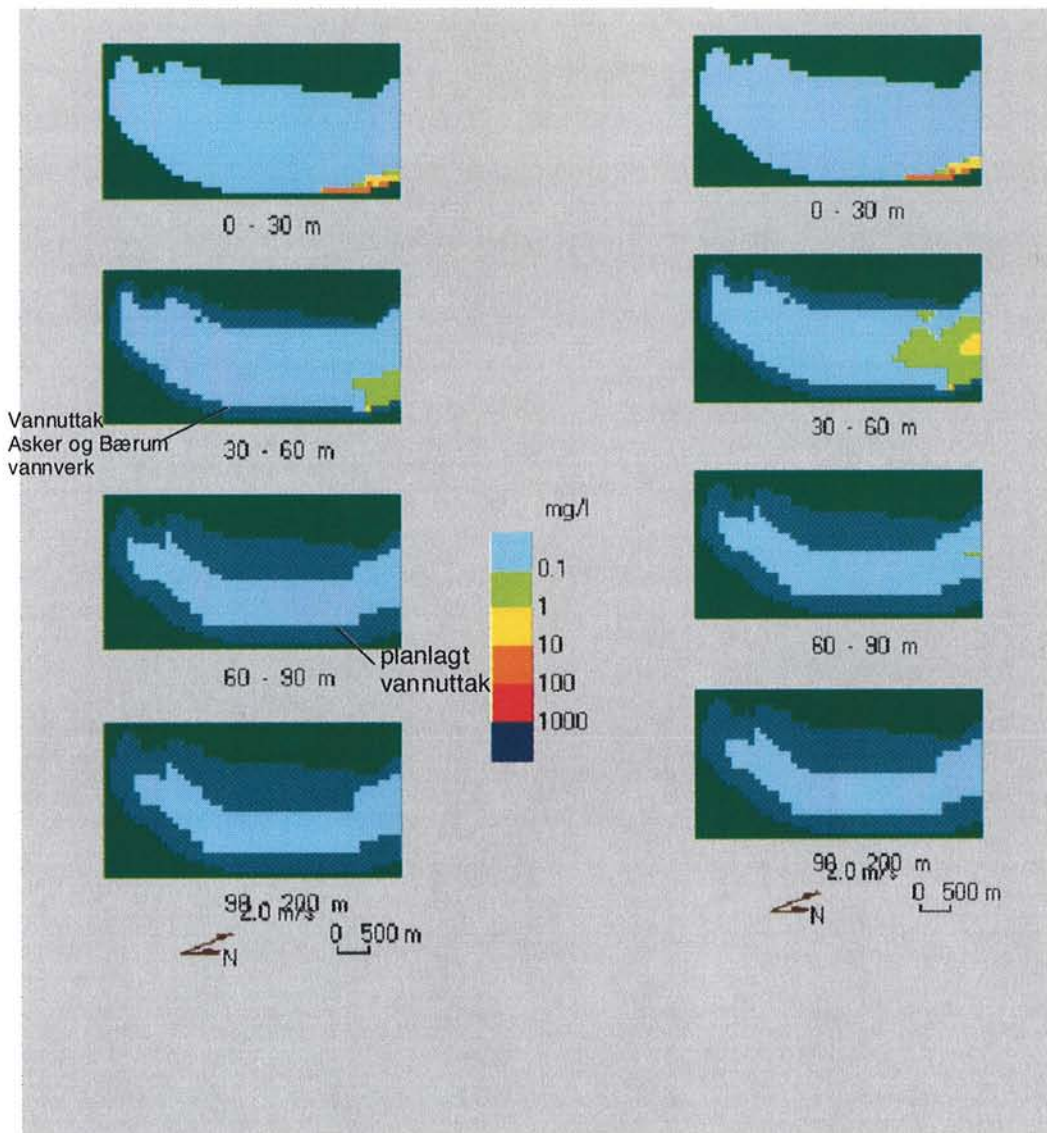 0 - 30 m
0 - 30 m
Vannuttak
Asker og Bærum
vannverk
30 - 60 m
30 - 60 m
mg/l
0.1
1
10
100
1000
60 - 90 m
60 - 90 m
planlagt
vannuttak
90 - 200 m
2.0 m/s
N
0 500 m
90 - 200 m
2.0 m/s
N
0 500 m